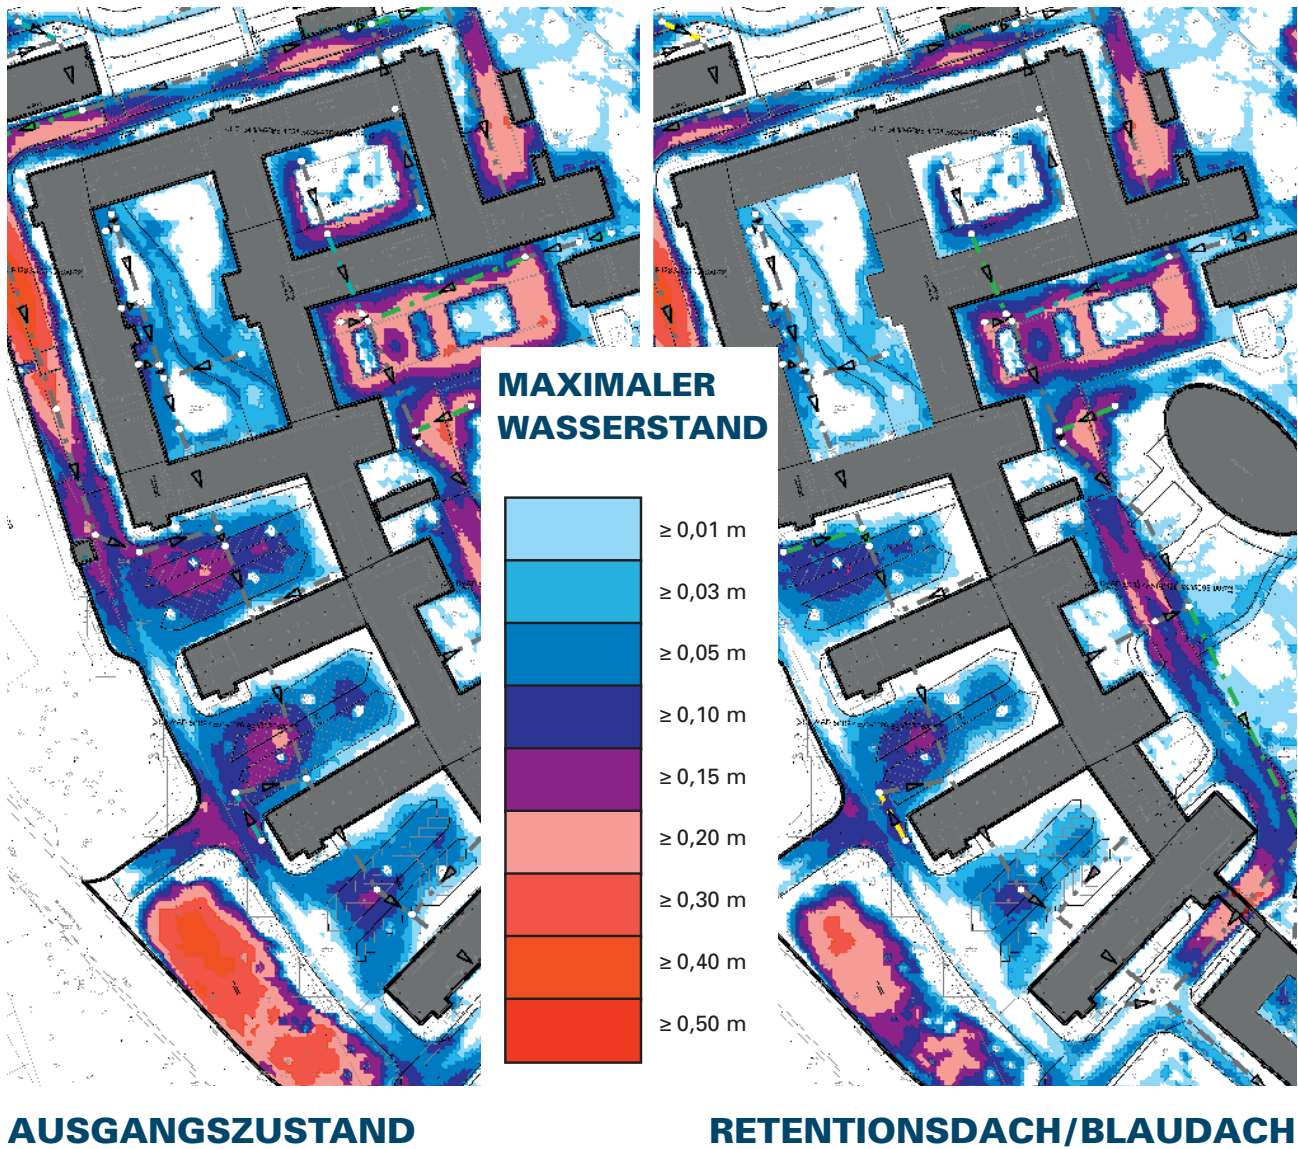 MAXIMALER
WASSERSTAND
≥ 0,01 m
≥ 0,03 m
≥ 0,05 m
≥ 0,10 m
≥ 0,15 m
≥ 0,20 m
≥ 0,30 m
≥ 0,40 m
≥ 0,50 m
AUSGANGSZUSTAND
RETENTIONSDACH/BLAUDACH